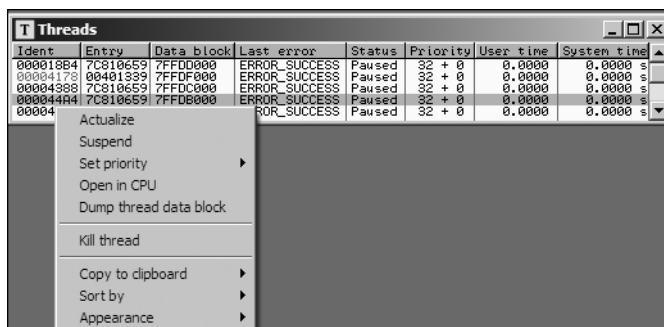 T Threads
Ident Entry Data block Last error Status Priority User time System time
000018B4 7C810659 7FFDD000 ERROR_SUCCESS Paused 32 + 0 0.0000 0.0000 s
00004178 00401339 7FFDF000 ERROR_SUCCESS Paused 32 + 0 0.0000 0.0000 s
00004388 7C810659 7FFDC000 ERROR_SUCCESS Paused 32 + 0 0.0000 0.0000 s
000044A4 7C810659 7FFDB000 ERROR_SUCCESS Paused 32 + 0 0.0000 0.0000 s
00004 ROR_SUCCESS Paused 32 + 0 0.0000 0.0000 s
Actualize
Suspend
Set priority
Open in CPU
Dump thread data block
Kill thread
Copy to clipboard
Sort by
Appearance